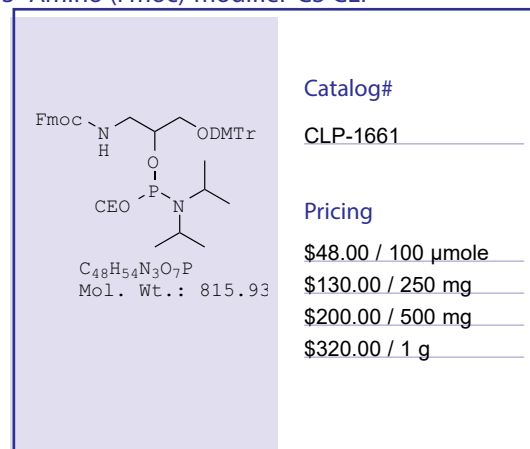 Catalog#
CLP-1661
Pricing
$48.00 / 100 µmole
$130.00 / 250 mg
$200.00 / 500 mg
$320.00 / 1 g
Fmoc
N
H
ODMTr
O
P
CEO
N
C₄₈H₅₄N₃O₇P
Mol. Wt.: 815.93